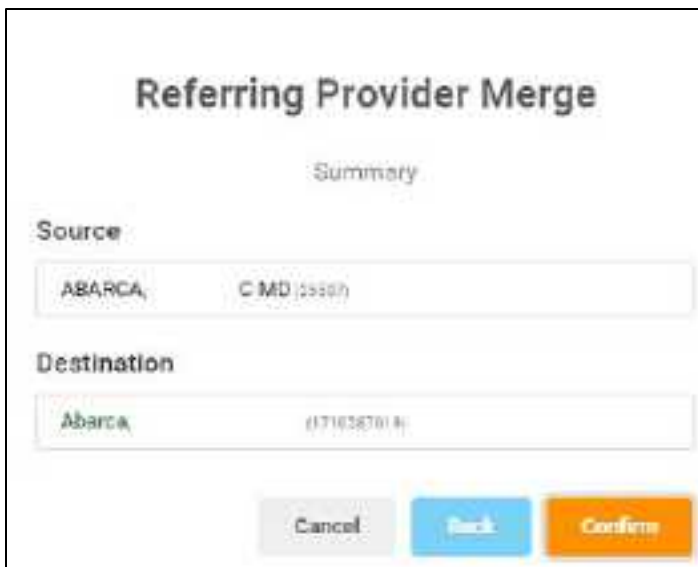 Referring Provider Merge
Summary
Source
ABARCA, C MD
Destination
Abarca,
Cancel Back Confirm